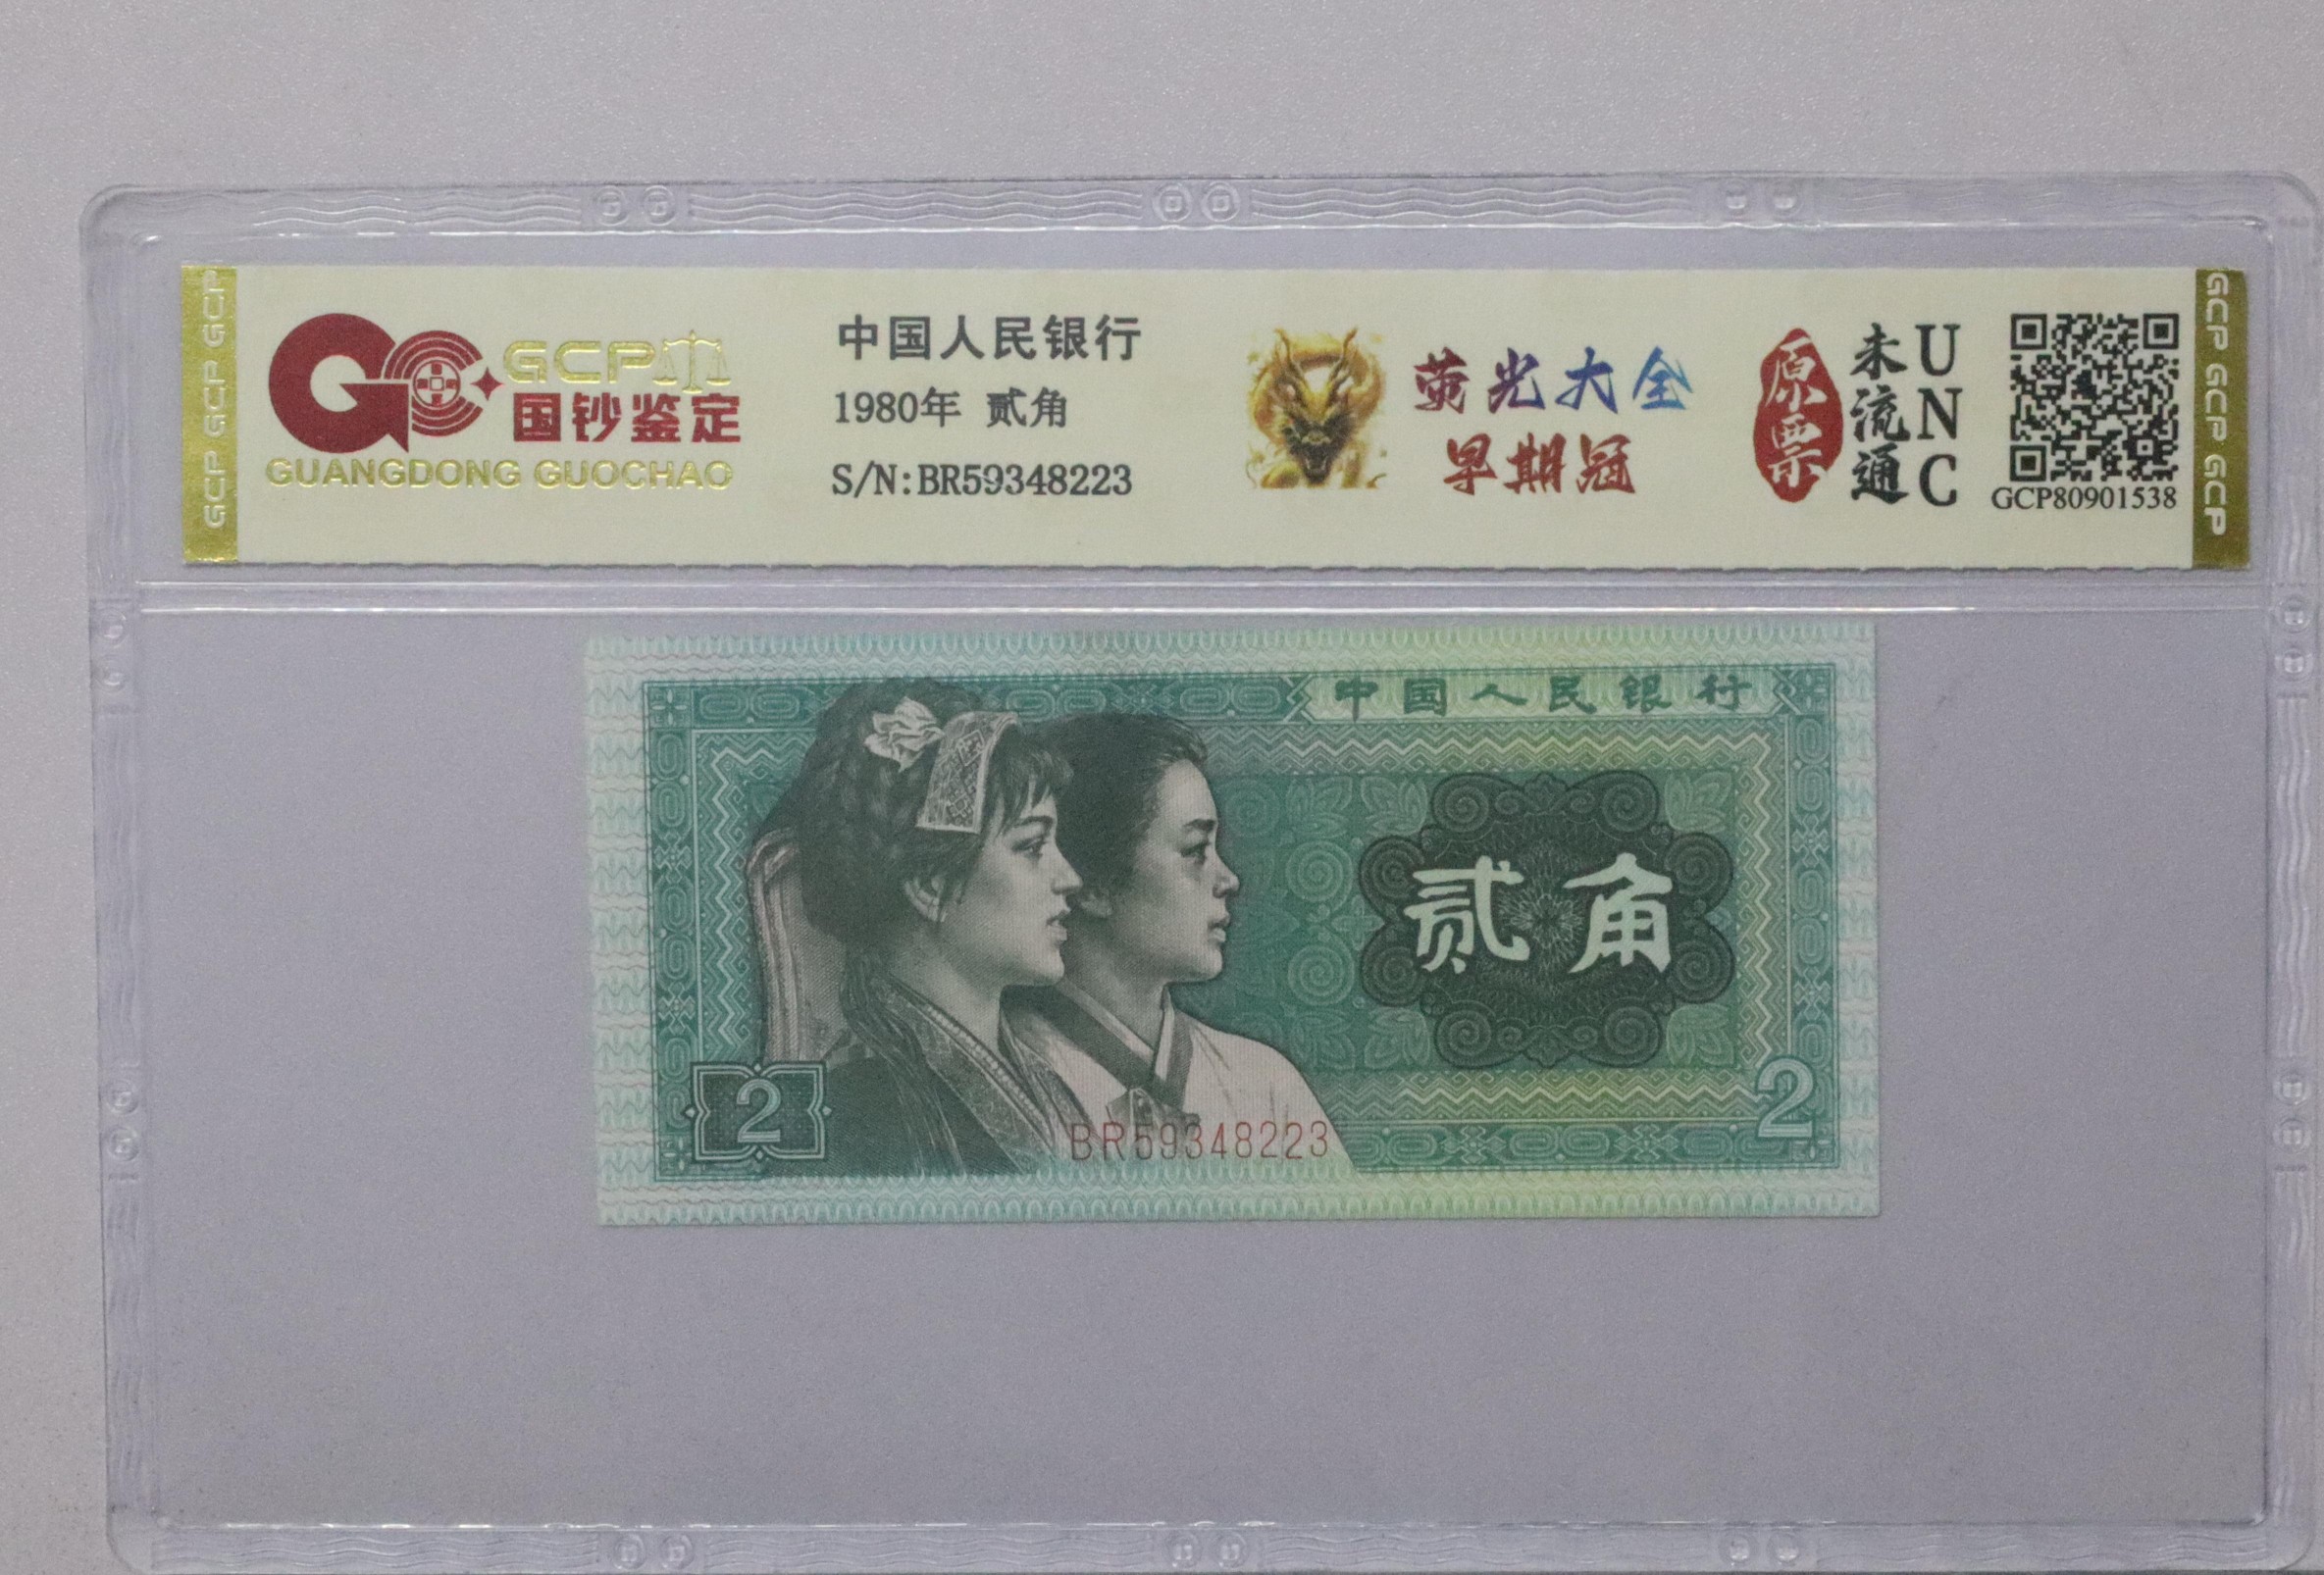 GCP GCP GCP
GCP
国钞鉴定
GUANGDONG GUOCHAO
中国人民银行
1980年 贰角
S/N:BR59348223
荧光大全
早期冠
原票
未流通
UNC
GCP80901538
GCP GCP GCP
中国人民银行
贰角
2
2
BR59348223